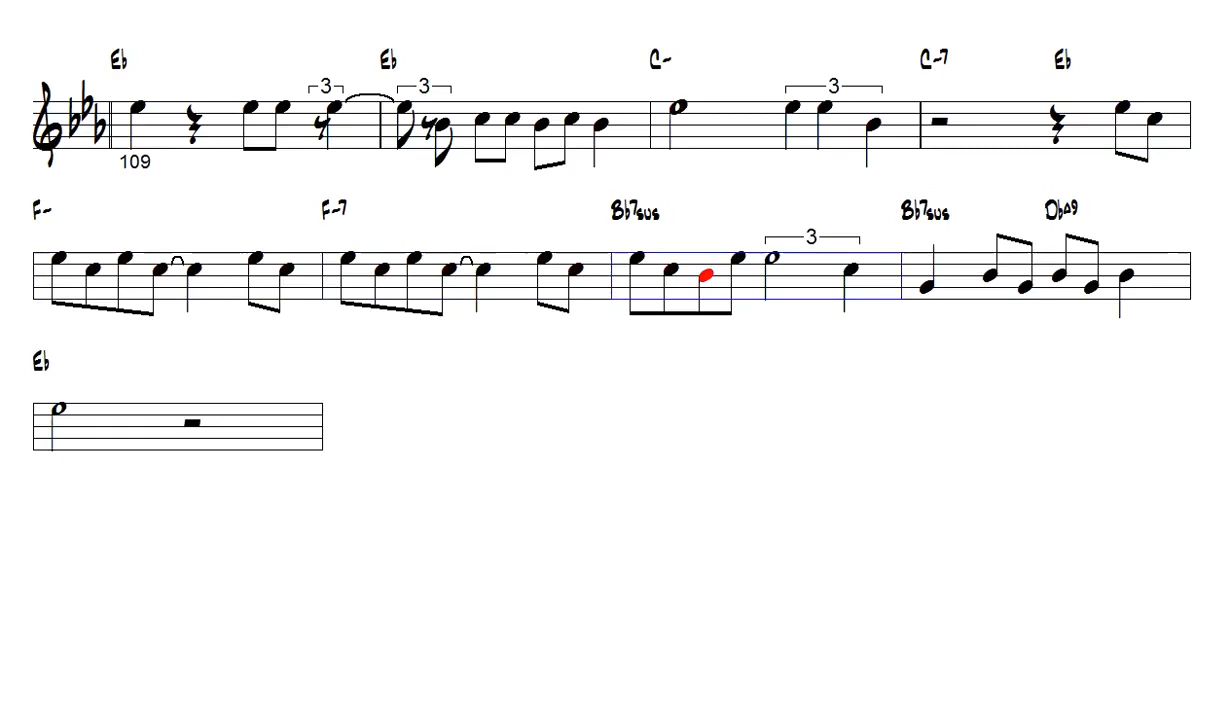 Eb Eb C- C-7 Eb
3 3 3
109
F- F-7 Bb7sus Bb7sus DbΔ9
3
Eb